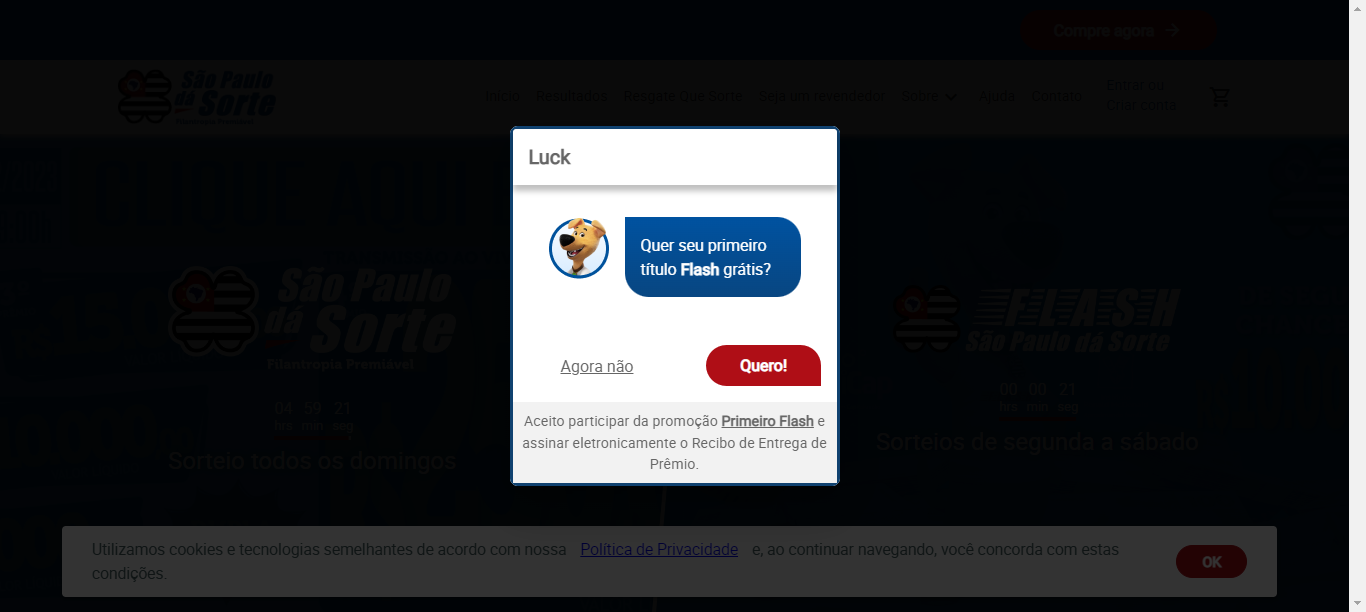 Compre agora
São Paulo
dá Sorte
Início Resultados Resgate Que Sorte Seja um revendedor Sobre Ajuda Contato
Entrar ou
Criar conta
CLIQUE AQUI
Luck
Quer seu primeiro
título Flash grátis?
Agora não
Quero!
Aceito participar da promoção Primeiro Flash e
assinar eletronicamente o Recibo de Entrega de
Prêmio.
São Paulo
dá Sorte
Filantropia Premiável
04 59 21
hrs min seg
Sorteio todos os domingos
FLASH
São Paulo dá Sorte
00 00 21
hrs min seg
Sorteios de segunda a sábado
Utilizamos cookies e tecnologias semelhantes de acordo com nossa Política de Privacidade e, ao continuar navegando, você concorda com estas
condições.
OK